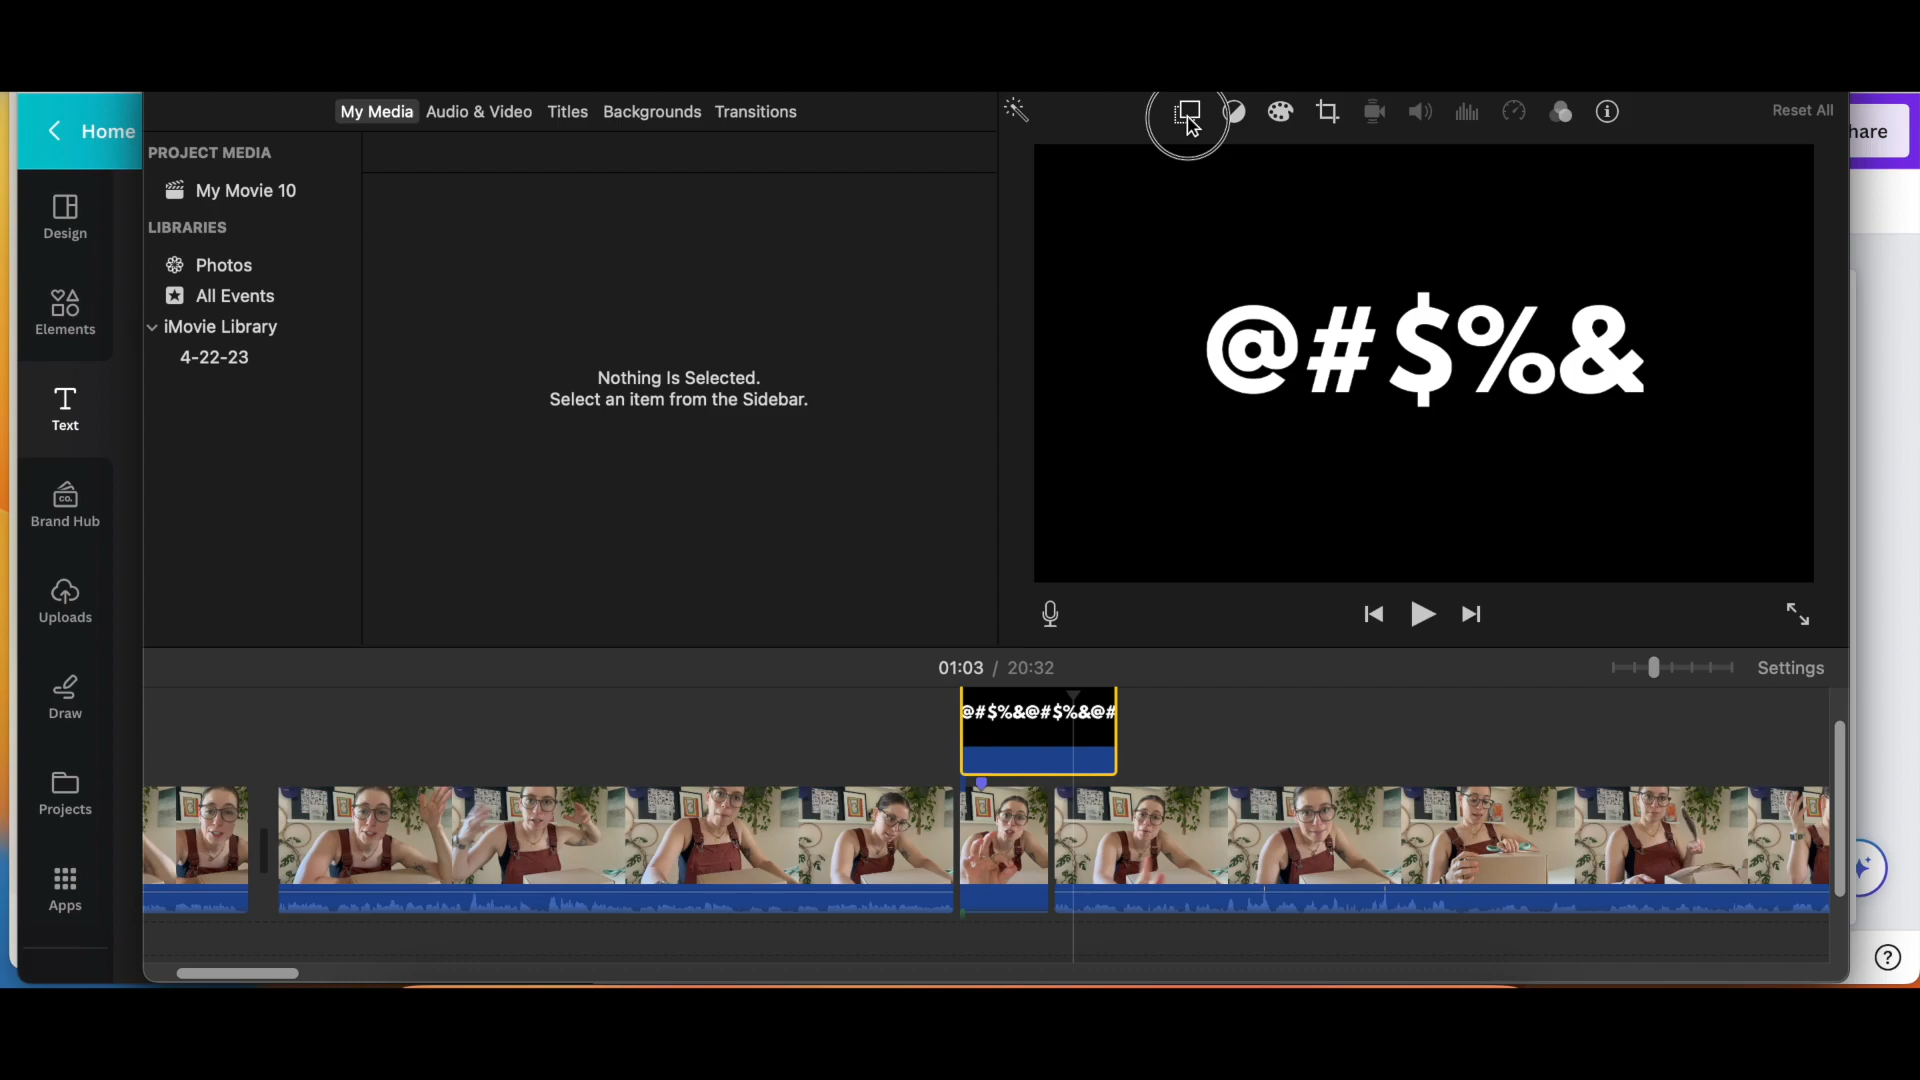 Home
Design
Elements
Text
Brand Hub
CO.
Uploads
Draw
Projects
Apps
My Media Audio & Video Titles Backgrounds Transitions
PROJECT MEDIA
My Movie 10
LIBRARIES
Photos
All Events
iMovie Library
4-22-23
Nothing Is Selected.
Select an item from the Sidebar.
Reset All
hare
@#$%&
01:03 / 20:32
Settings
@#$%&@#$%&@#
?